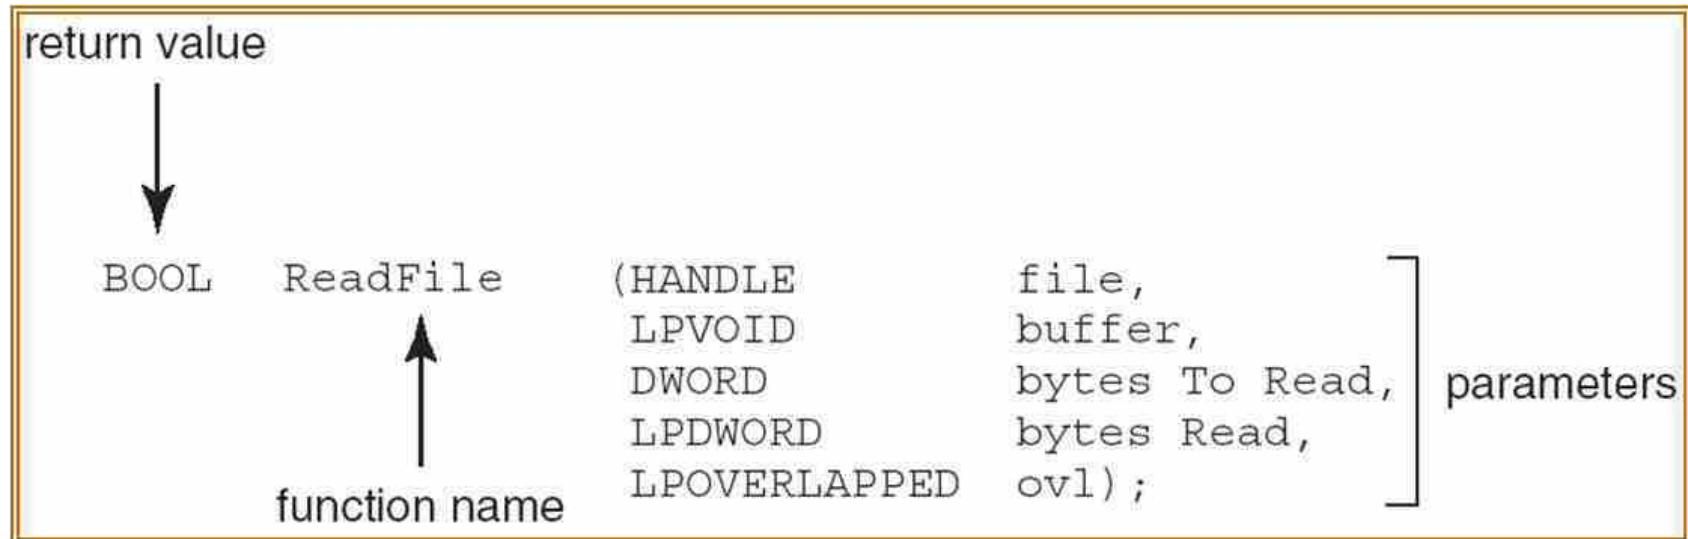 return value
BOOL ReadFile (HANDLE file,
LPVOID buffer,
DWORD bytes To Read,
LPDWORD bytes Read,
LPOVERLAPPED ovl);
parameters
function name